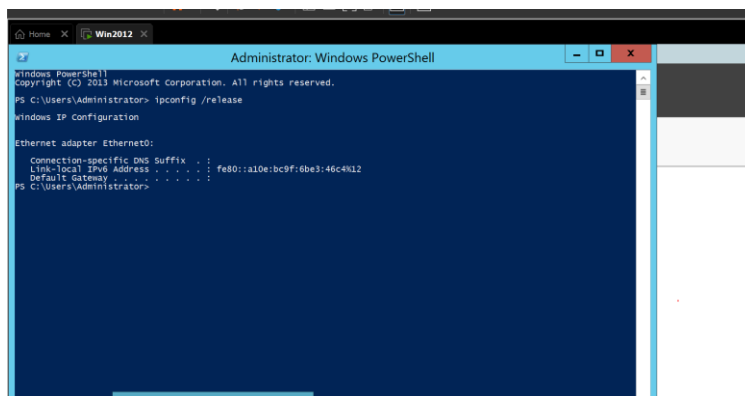 Home
Win2012
Administrator: Windows PowerShell
Windows PowerShell
Copyright (C) 2013 Microsoft Corporation. All rights reserved.
PS C:\Users\Administrator> ipconfig /release
Windows IP Configuration
Ethernet adapter Ethernet0:
Connection-specific DNS Suffix . :
Link-local IPv6 Address . . . . . : fe80::a10e:bc9f:6be3:46c4%12
Default Gateway . . . . . . . . . :
PS C:\Users\Administrator>